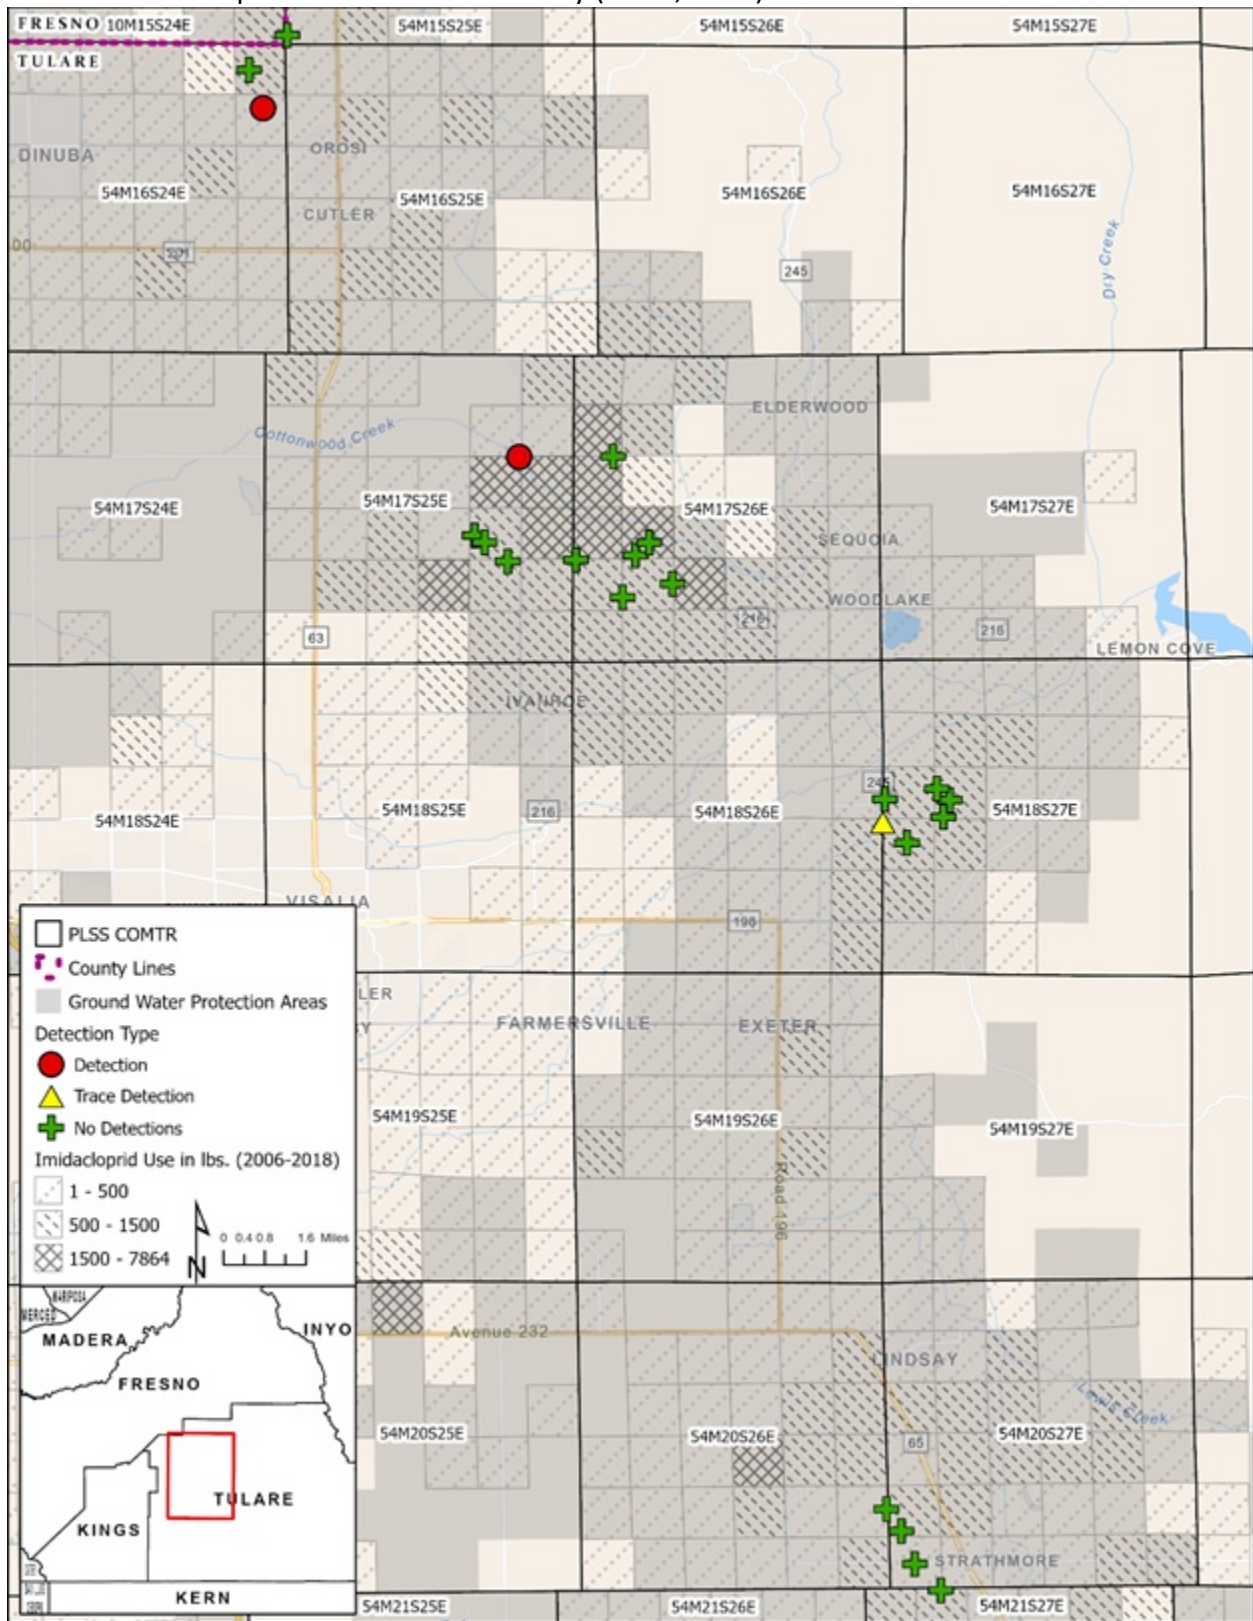 FRESNO
10M15S24E
54M15S25E
54M15S26E
54M15S27E
TULARE
DINUBA
OROSI
54M16S24E
54M16S25E
54M16S26E
54M16S27E
CUTLER
201
245
Dry Creek
ELDERWOOD
Cottonwood Creek
54M17S24E
54M17S25E
54M17S26E
54M17S27E
SEQUOIA
WOODLAKE
63
216
216
LEMON COVE
IVANHOE
245
54M18S24E
54M18S25E
216
54M18S26E
54M18S27E
VISALIA
198
PLSS COMTR
County Lines
Ground Water Protection Areas
Detection Type
Detection
Trace Detection
No Detections
Imidacloprid Use in lbs. (2006-2018)
1 - 500
500 - 1500
1500 - 7864
N
0 0.4 0.8 1.6 Miles
FARMERSVILLE
EXETER
54M19S25E
54M19S26E
54M19S27E
Road 196
Avenue 232
LINDSAY
Lewis Creek
54M20S25E
54M20S26E
54M20S27E
65
STRATHMORE
54M21S25E
54M21S26E
54M21S27E
MARIPOSA
MERCED
MADERA
INYO
FRESNO
TULARE
KINGS
KERN